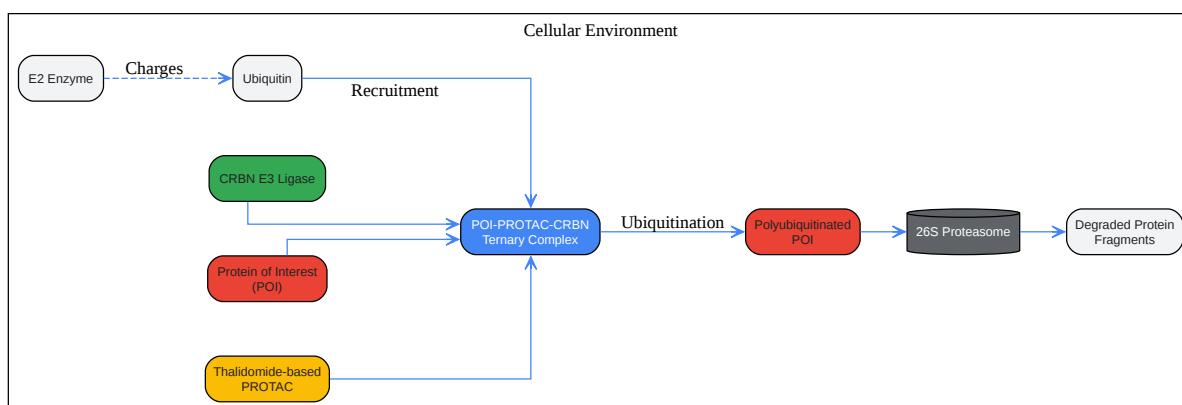 Cellular Environment
E2 Enzyme
Charges
Ubiquitin
Recruitment
CRBN E3 Ligase
POI-PROTAC-CRBN
Ternary Complex
Ubiquitination
Polyubiquitinated
POI
26S Proteasome
Degraded Protein
Fragments
Protein of Interest
(POI)
Thalidomide-based
PROTAC